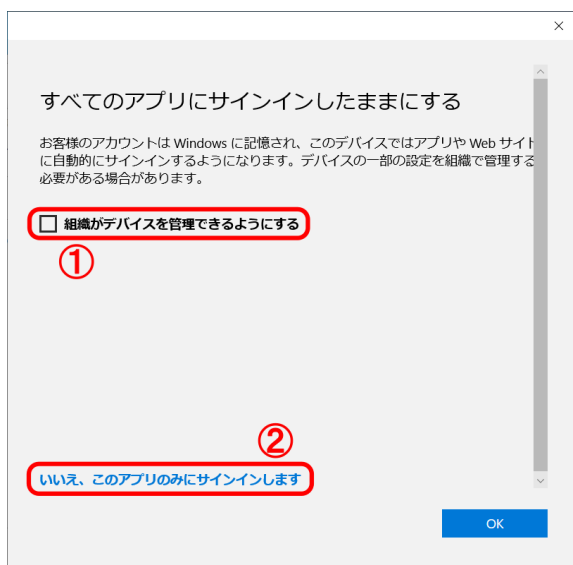 すべてのアプリにサインインしたままにする
お客様のアカウントは Windows に記憶され、このデバイスではアプリや Web サイト
に自動的にサインインするようになります。デバイスの一部の設定を組織で管理する
必要がある場合があります。
組織がデバイスを管理できるようにする
①
②
いいえ、このアプリのみにサインインします
OK